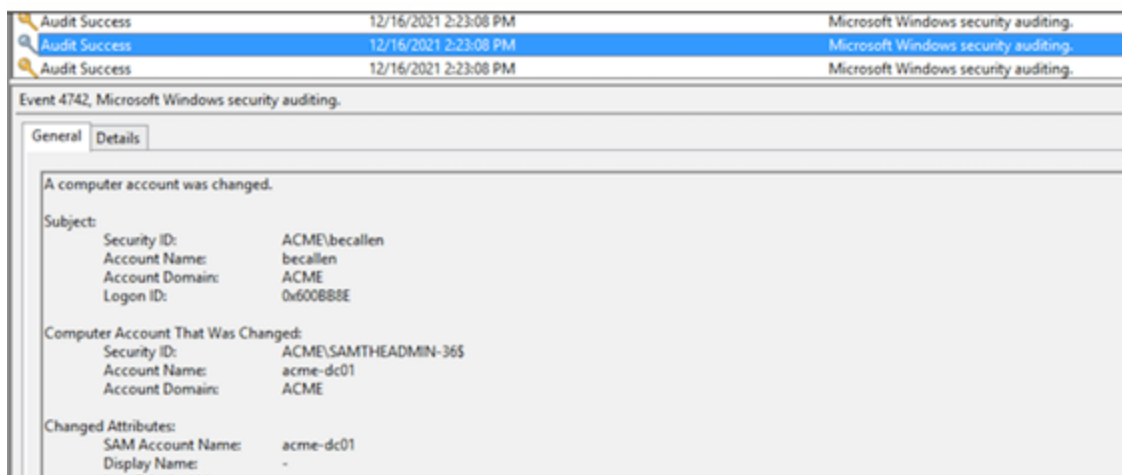 Audit Success 12/16/2021 2:23:08 PM Microsoft Windows security auditing.
Audit Success 12/16/2021 2:23:08 PM Microsoft Windows security auditing.
Audit Success 12/16/2021 2:23:08 PM Microsoft Windows security auditing.
Event 4742, Microsoft Windows security auditing.
General Details
A computer account was changed.
Subject:
Security ID: ACME\becallen
Account Name: becallen
Account Domain: ACME
Logon ID: 0x600BB8E
Computer Account That Was Changed:
Security ID: ACME\SAMTHEADMIN-36$
Account Name: acme-dc01
Account Domain: ACME
Changed Attributes:
SAM Account Name: acme-dc01
Display Name: -